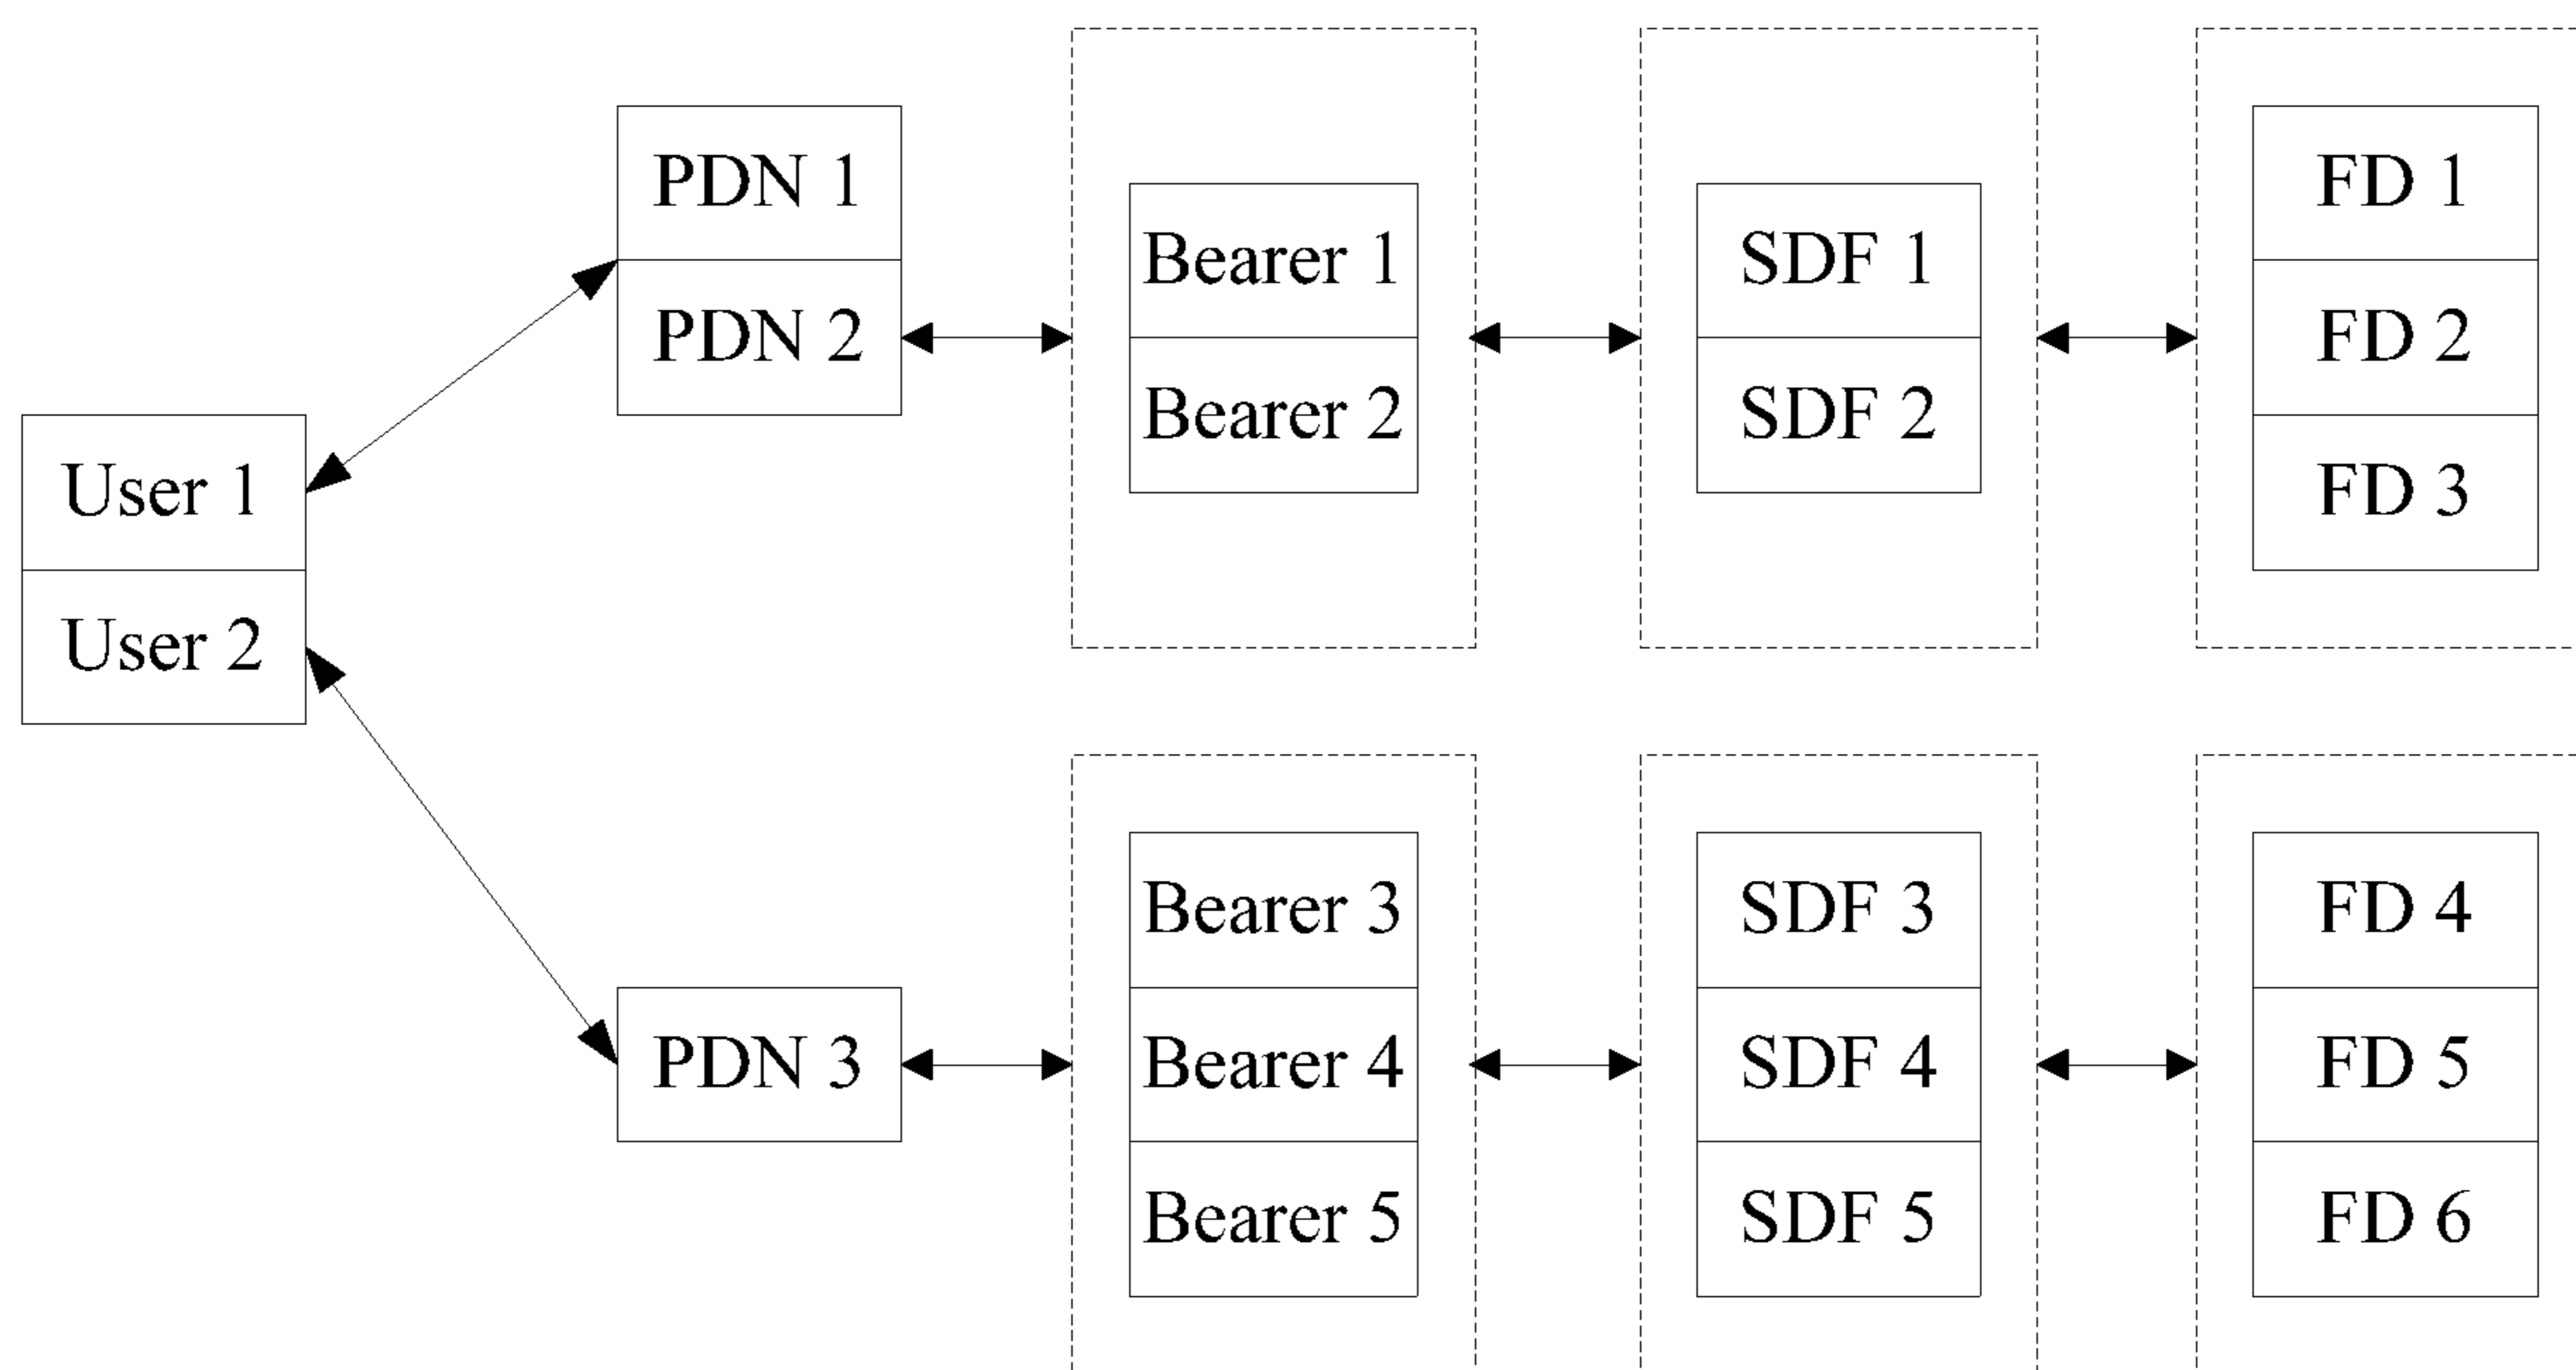 User 1
User 2
PDN 1
PDN 2
Bearer 1
Bearer 2
SDF 1
SDF 2
FD 1
FD 2
FD 3
PDN 3
Bearer 3
Bearer 4
Bearer 5
SDF 3
SDF 4
SDF 5
FD 4
FD 5
FD 6